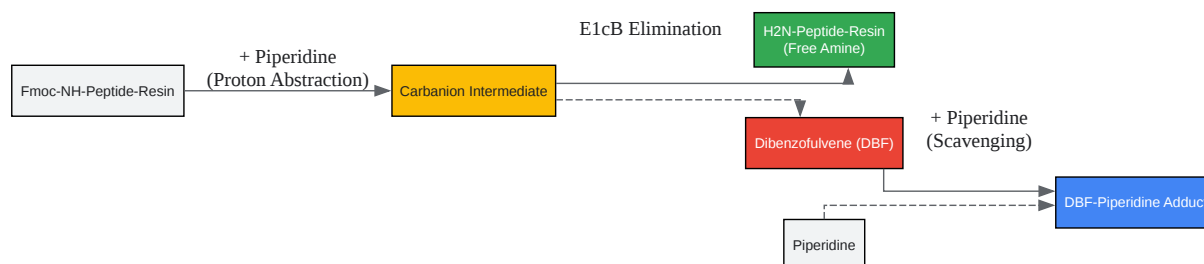 Fmoc-NH-Peptide-Resin
+ Piperidine
(Proton Abstraction)
Carbanion Intermediate
E1cB Elimination
H2N-Peptide-Resin
(Free Amine)
Dibenzofulvene (DBF)
+ Piperidine
(Scavenging)
Piperidine
DBF-Piperidine Adduct